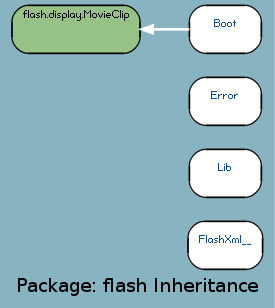 flash.display.MovieClip
Boot
Error
Lib
FlashXml__
Package: flash Inheritance